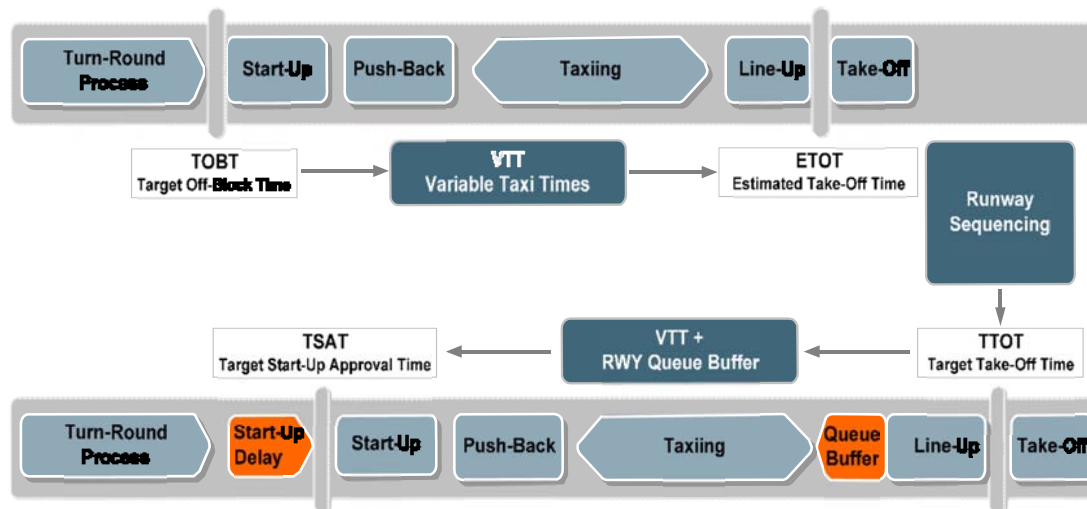 Turn-Round
Process
Start-Up
Push-Back
Taxiing
Line-Up
Take-Off
TOBT
Target Off-Block Time
VTT
Variable Taxi Times
ETOT
Estimated Take-Off Time
Runway
Sequencing
TSAT
Target Start-Up Approval Time
VTT +
RWY Queue Buffer
TTOT
Target Take-Off Time
Turn-Round
Process
Start-Up
Delay
Start-Up
Push-Back
Taxiing
Queue
Buffer
Line-Up
Take-Off